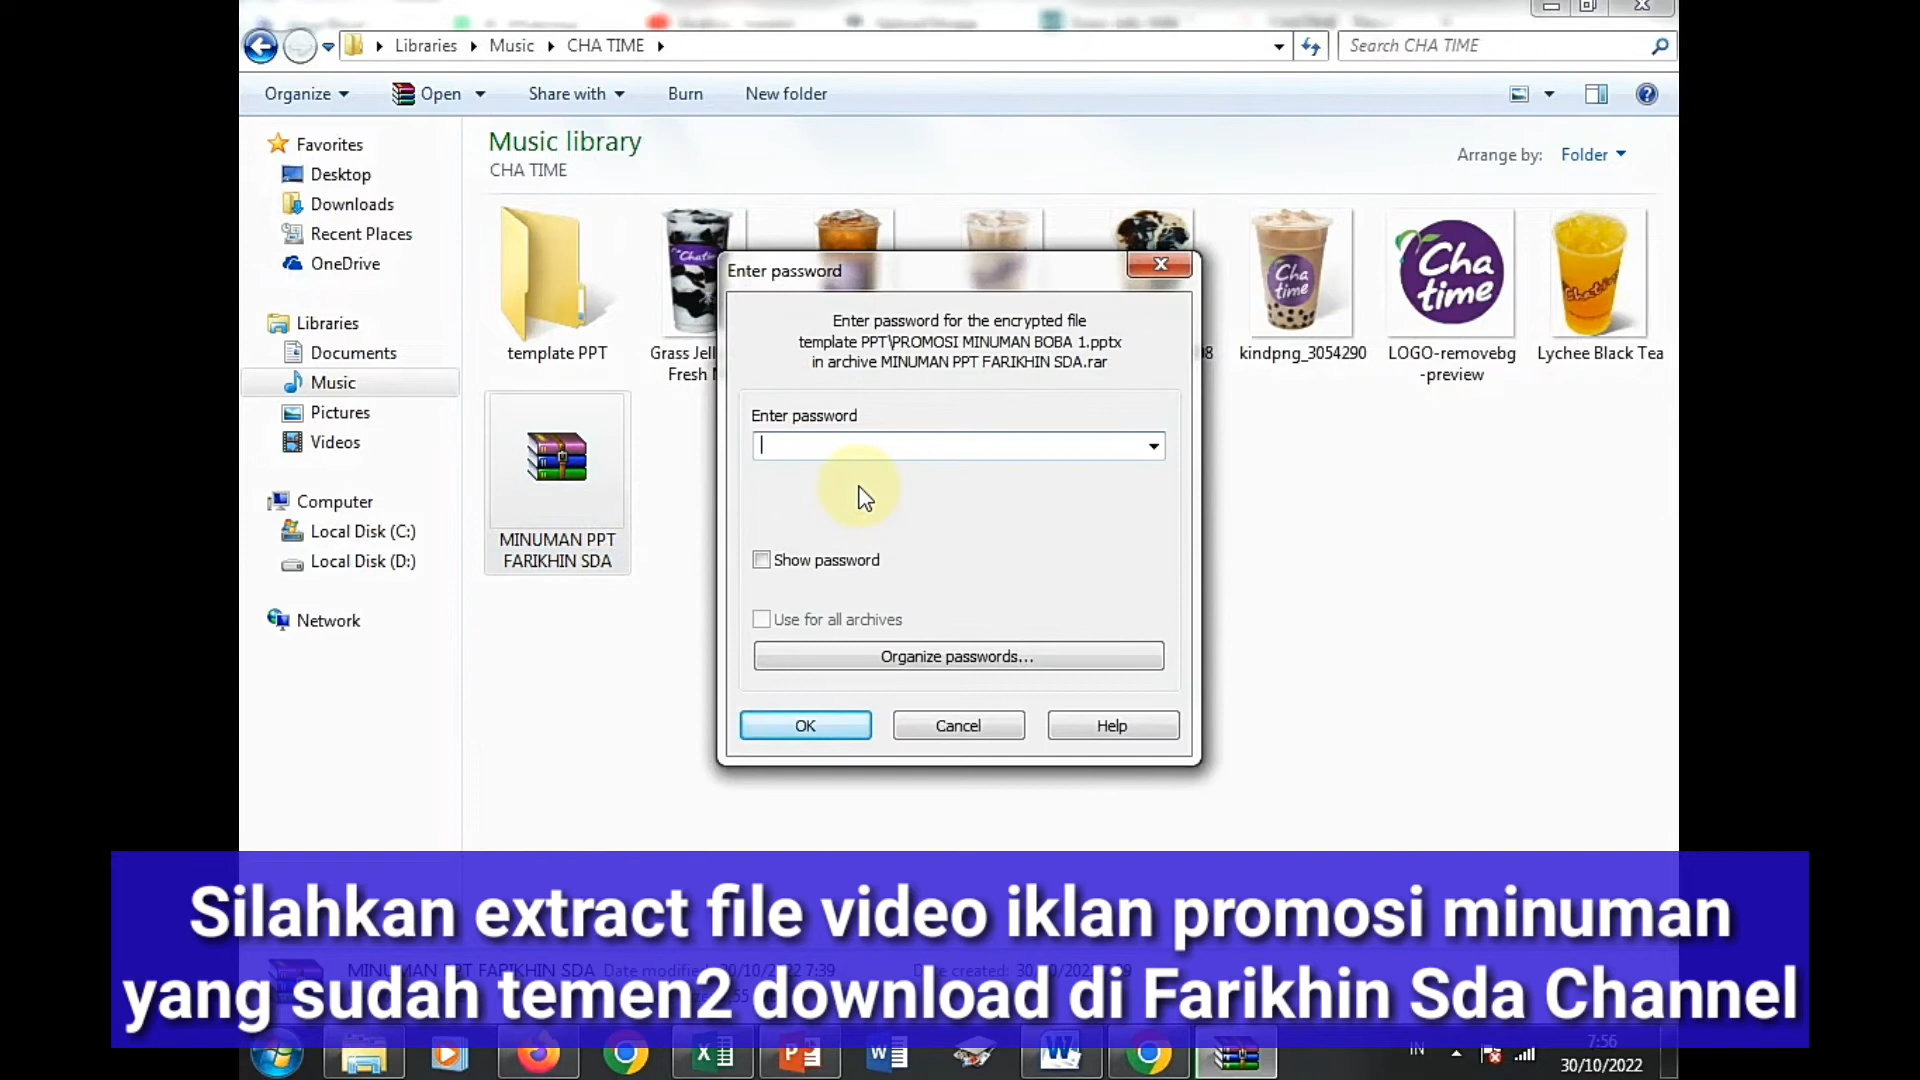 Libraries
Music
CHA TIME
Search CHA TIME
Organize
Open
Share with
Burn
New folder
Favorites
Desktop
Downloads
Recent Places
OneDrive
Libraries
Documents
Music
Pictures
Videos
Computer
Local Disk (C:)
Local Disk (D:)
Network
Music library
CHA TIME
Arrange by: Folder
template PPT
Fresh
kindpng_3054290
Cha
time
LOGO-removebg
-preview
Lychee Black Tea
MINUMAN PPT
FARIKHIN SDA
Enter password
Enter password for the encrypted file
template PPT\PROMOSI MINUMAN BOBA 1.pptx
in archive MINUMAN PPT FARIKHIN SDA.rar
Enter password
Show password
Use for all archives
Organize passwords...
OK
Cancel
Help
Silahkan extract file video iklan promosi minuman
yang sudah temen2 download di Farikhin Sda Channel
IN
7:56
30/10/2022